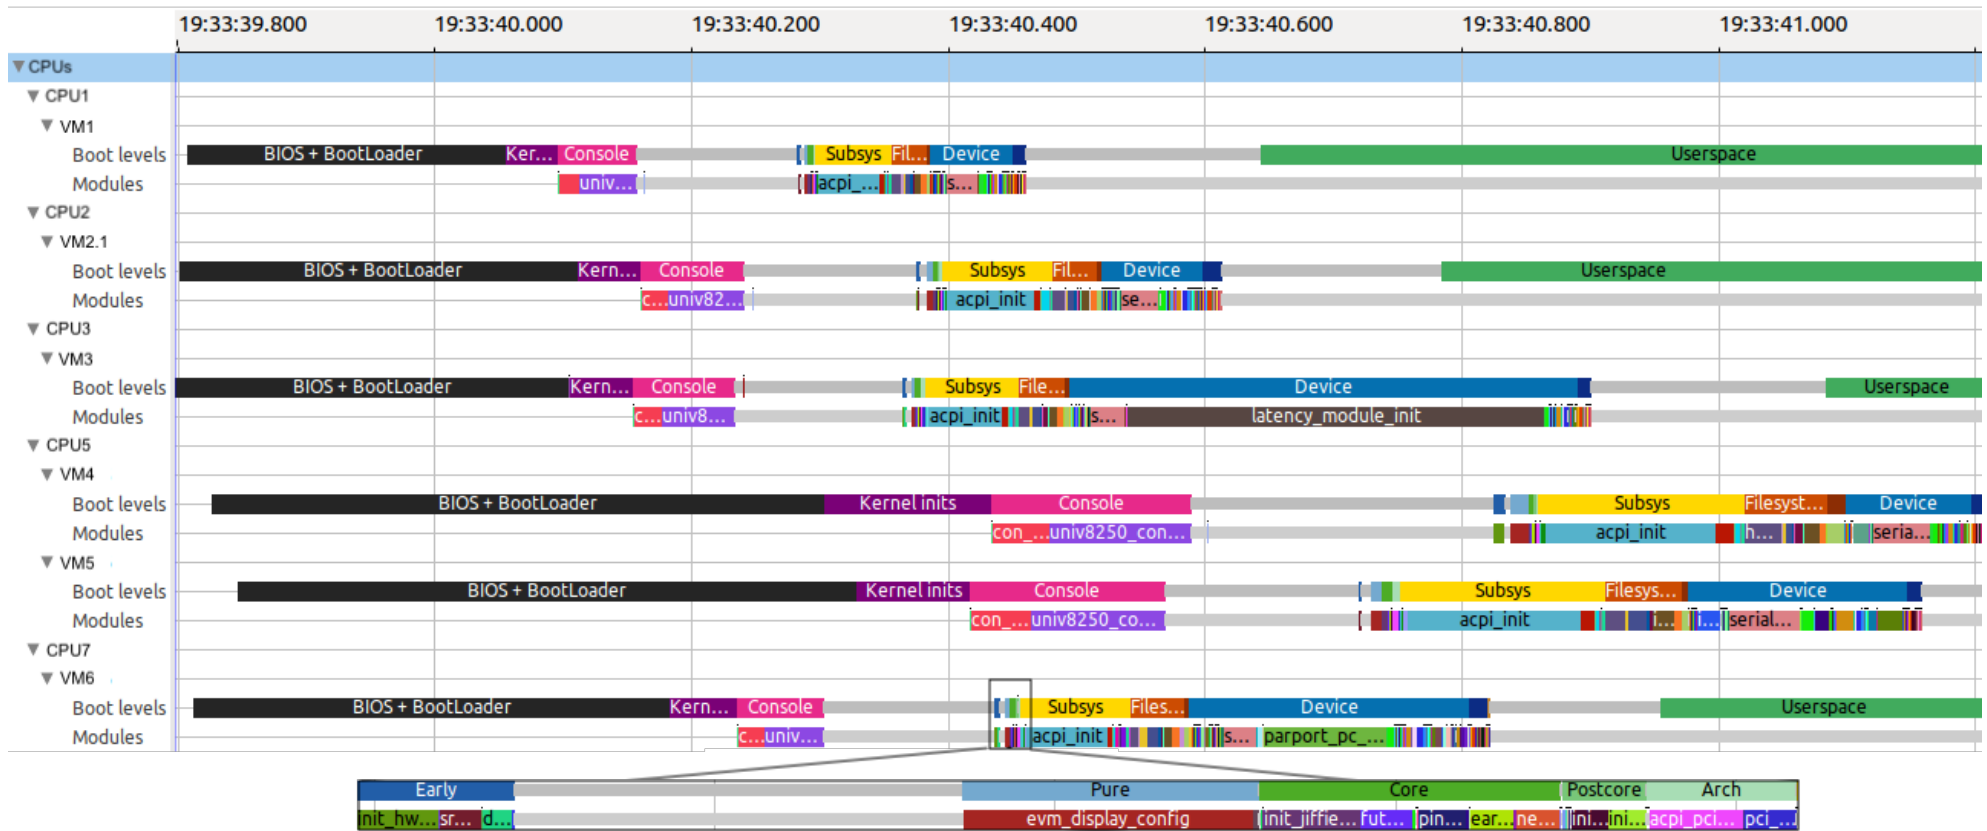 19:33:39.800 19:33:40.000 19:33:40.200 19:33:40.400 19:33:40.600 19:33:40.800 19:33:41.000
CPUs
CPU1
VM1
Boot levels BIOS + BootLoader Ker... Console Subsys Fil... Device Userspace
Modules univ... acpi_... s...
CPU2
VM2.1
Boot levels BIOS + BootLoader Kern... Console Subsys Fil... Device Userspace
Modules c... univ82... acpi_init se...
CPU3
VM3
Boot levels BIOS + BootLoader Kern... Console Subsys File... Device Userspace
Modules c... univ8... acpi_init s... latency_module_init
CPU5
VM4
Boot levels BIOS + BootLoader Kernel inits Console Subsys Filesyst... Device
Modules con_... univ8250_con... acpi_init h... seria...
VM5
Boot levels BIOS + BootLoader Kernel inits Console Subsys Filesys... Device
Modules con_... univ8250_co... acpi_init i... i... serial...
CPU7
VM6
Boot levels BIOS + BootLoader Kern... Console Subsys Files... Device Userspace
Modules c... univ... acpi_init s... parport_pc_...
Early Pure Core Postcore Arch
init_hw... sr... d... evm_display_config init_jiffie... Fut... pin... ear... ne... ini... ini... acpi_pci... pci_...